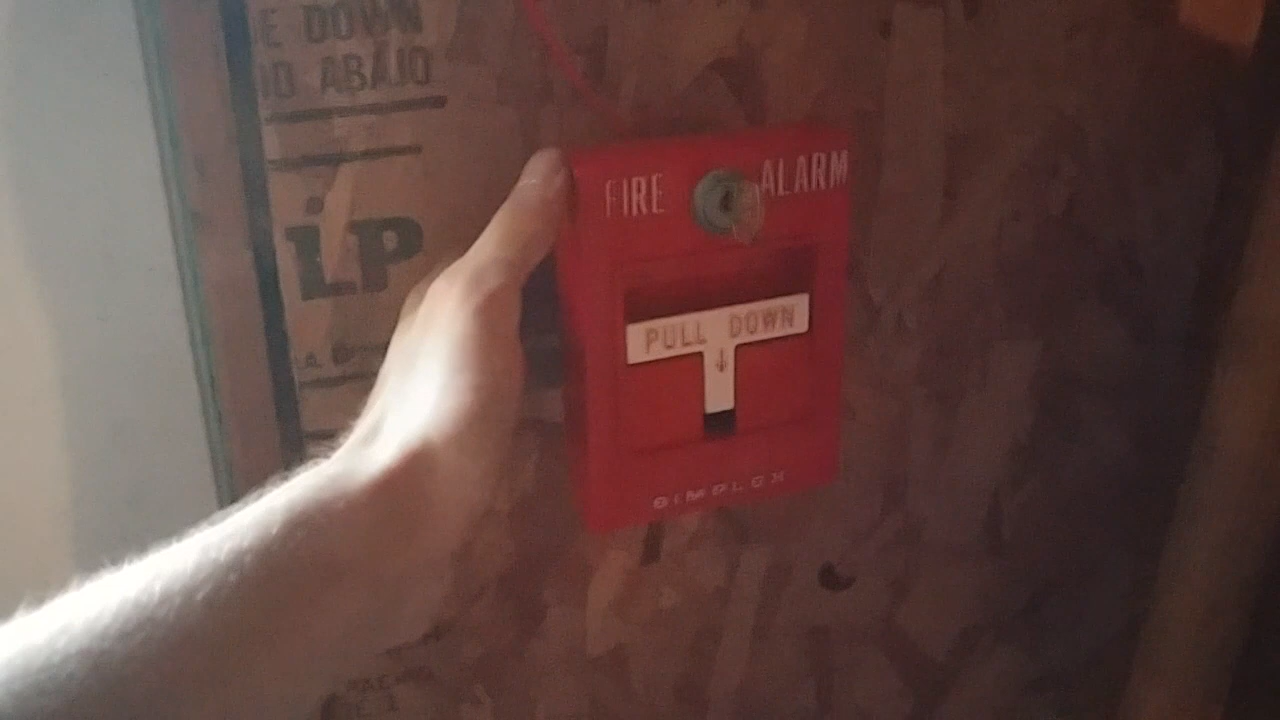 DOWN
ABAJO
LP
FIRE ALARM
PULL DOWN
↓
SIMPLEX